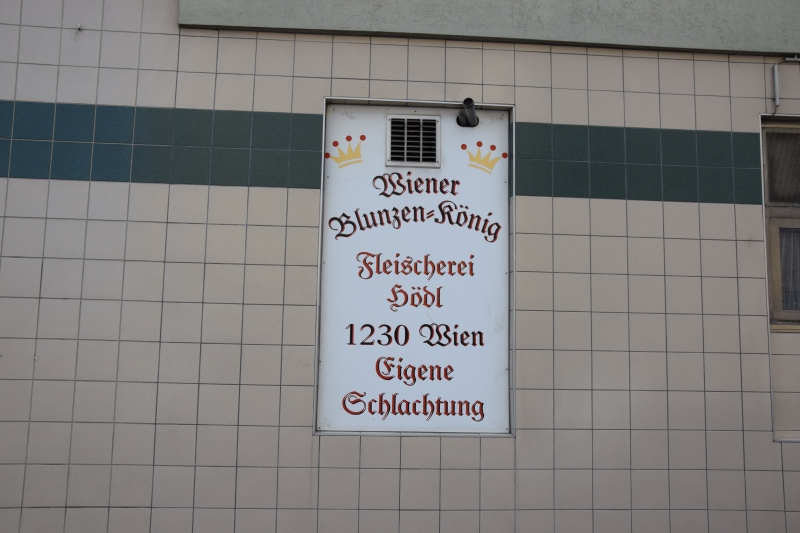 Wiener
Blunzen-König
Fleischerei
Hödl
1230 Wien
Eigene
Schlachtung